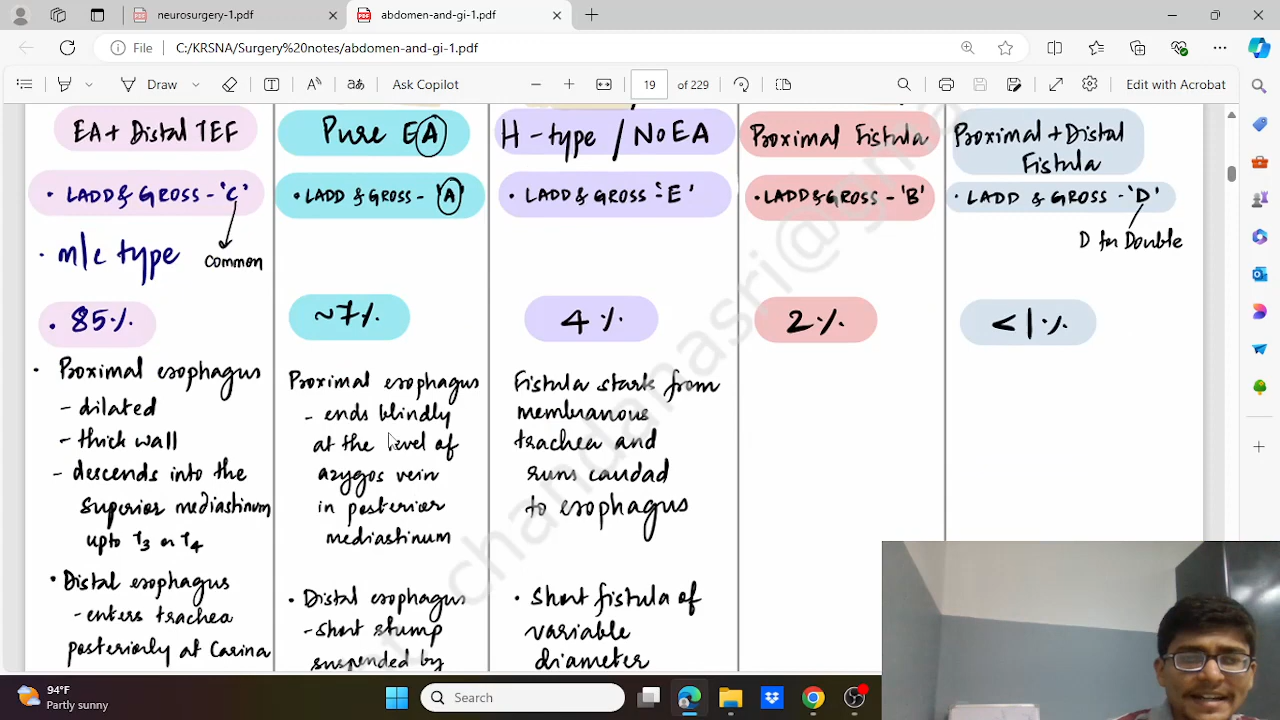 neurosurgery-1.pdf
abdomen-and-gi-1.pdf
File
C:/KRSNA/Surgery%20notes/abdomen-and-gi-1.pdf
Draw
Ask Copilot
19
of 229
Edit with Acrobat
EA + Distal TEF
• LADD & GROSS - 'C'
Common
• m/c type
• 85%
• Proximal esophagus
- dilated
- thick wall
- descends into the
superior mediastinum
upto T3 or T4
• Distal esophagus
- enters trachea
posteriorly at Carina
Pure EA
• LADD & GROSS - 'A'
~7%
Proximal esophagus
- ends blindly
at the level of
azygos vein
in posterior
mediastinum
• Distal esophagus
- Short stump
suspended by
H-type / No EA
• LADD & GROSS - 'E'
4%
Fistula starts from
membranous
trachea and
runs caudad
to esophagus
• Short fistula of
variable
diameter
Proximal Fistula
• LADD & GROSS - 'B'
2%
Proximal + Distal
Fistula
• LADD & GROSS - 'D'
D for Double
<1%
chandanasri@gma
94°F
Partly sunny
Search